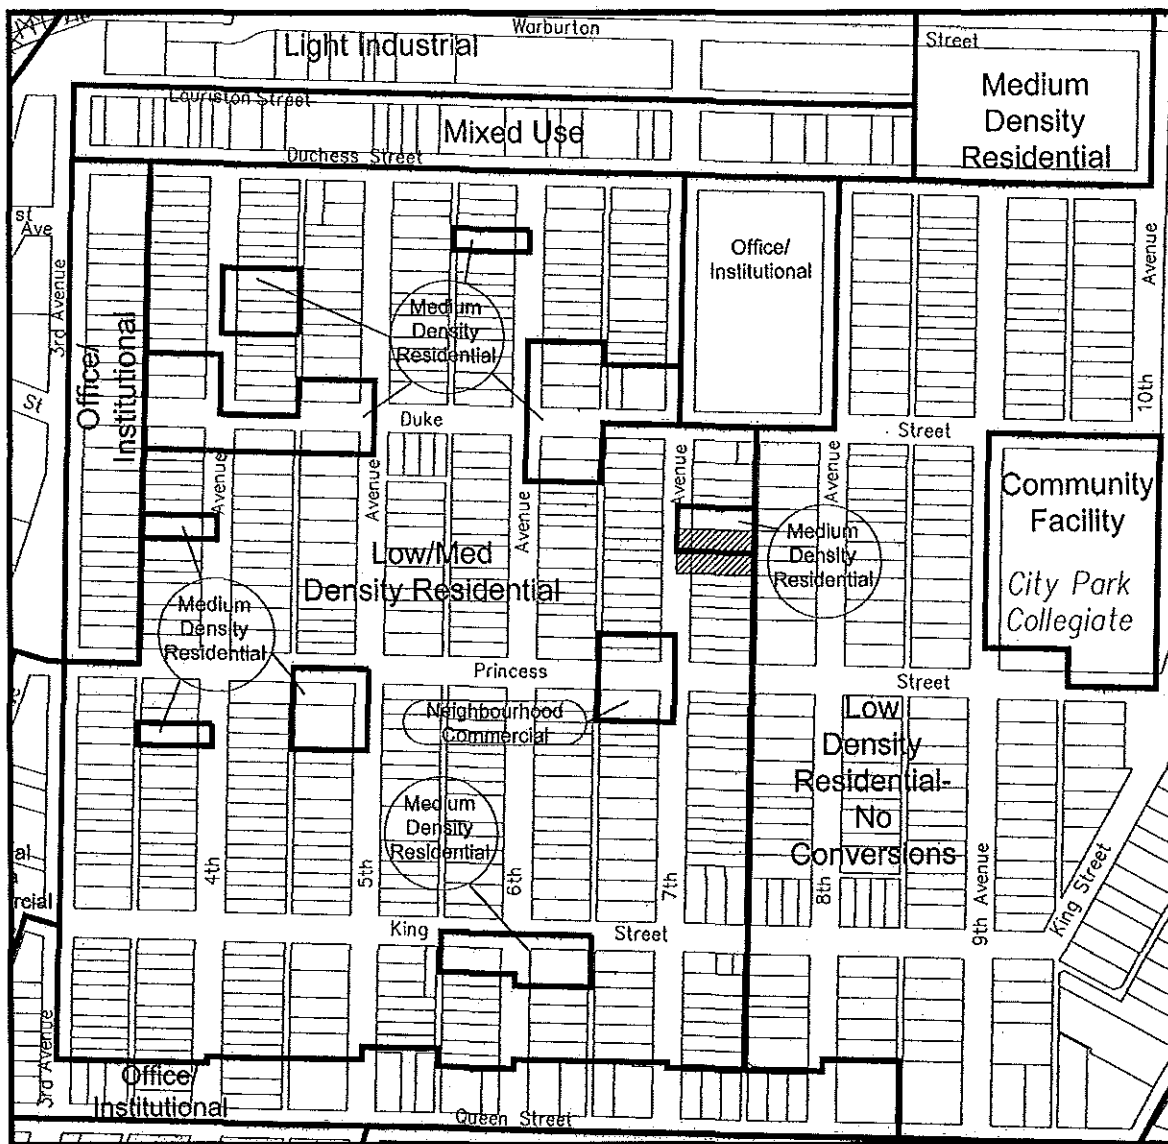 Warburton
Street
Light Industrial
Medium
Density
Residential
Lauriston Street
Mixed Use
Duchess Street
st
Ave
3rd Avenue
St
Office/
Institutional
Medium
Density
Residential
Office/
Institutional
Avenue
10th
Duke
Street
Avenue
Avenue
Avenue
Avenue
Avenue
Community
Facility
City Park
Collegiate
Low/Med
Density Residential
Medium
Density
Residential
Medium
Density
Residential
Princess
Street
Neighbourhood
Commercial
Low
Density
Residential-
No
Conversions
Medium
Density
Residential
al
rcial
4th
5th
6th
7th
8th
9th Avenue
King Street
King
Street
3rd Avenue
Office/
Institutional
Queen Street